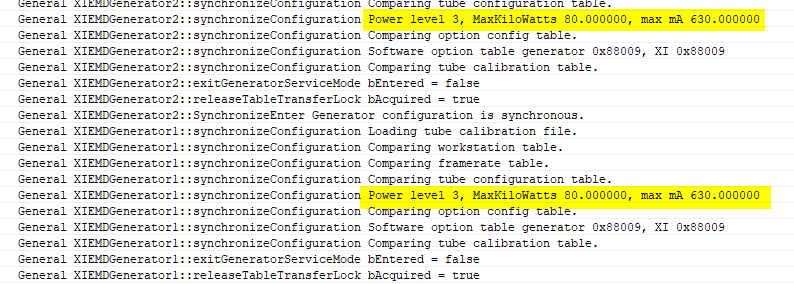 General XIEMDGenerator2::synchronizeConfiguration Comparing tube configuration table.
General XIEMDGenerator2::synchronizeConfiguration Power level 3, MaxKiloWatts 80.000000, max mA 630.000000
General XIEMDGenerator2::synchronizeConfiguration Comparing option config table.
General XIEMDGenerator2::synchronizeConfiguration Software option table generator 0x88009, XI 0x88009
General XIEMDGenerator2::synchronizeConfiguration Comparing tube calibration table.
General XIEMDGenerator2::exitGeneratorServiceMode bEntered = false
General XIEMDGenerator2::releaseTableTransferLock bAcquired = true
General XIEMDGenerator2::SynchronizeEnter Generator configuration is synchronous.
General XIEMDGenerator1::synchronizeConfiguration Loading tube calibration file.
General XIEMDGenerator1::synchronizeConfiguration Comparing workstation table.
General XIEMDGenerator1::synchronizeConfiguration Comparing framerate table.
General XIEMDGenerator1::synchronizeConfiguration Comparing tube configuration table.
General XIEMDGenerator1::synchronizeConfiguration Power level 3, MaxKiloWatts 80.000000, max mA 630.000000
General XIEMDGenerator1::synchronizeConfiguration Comparing option config table.
General XIEMDGenerator1::synchronizeConfiguration Software option table generator 0x88009, XI 0x88009
General XIEMDGenerator1::synchronizeConfiguration Comparing tube calibration table.
General XIEMDGenerator1::exitGeneratorServiceMode bEntered = false
General XIEMDGenerator1::releaseTableTransferLock bAcquired = true